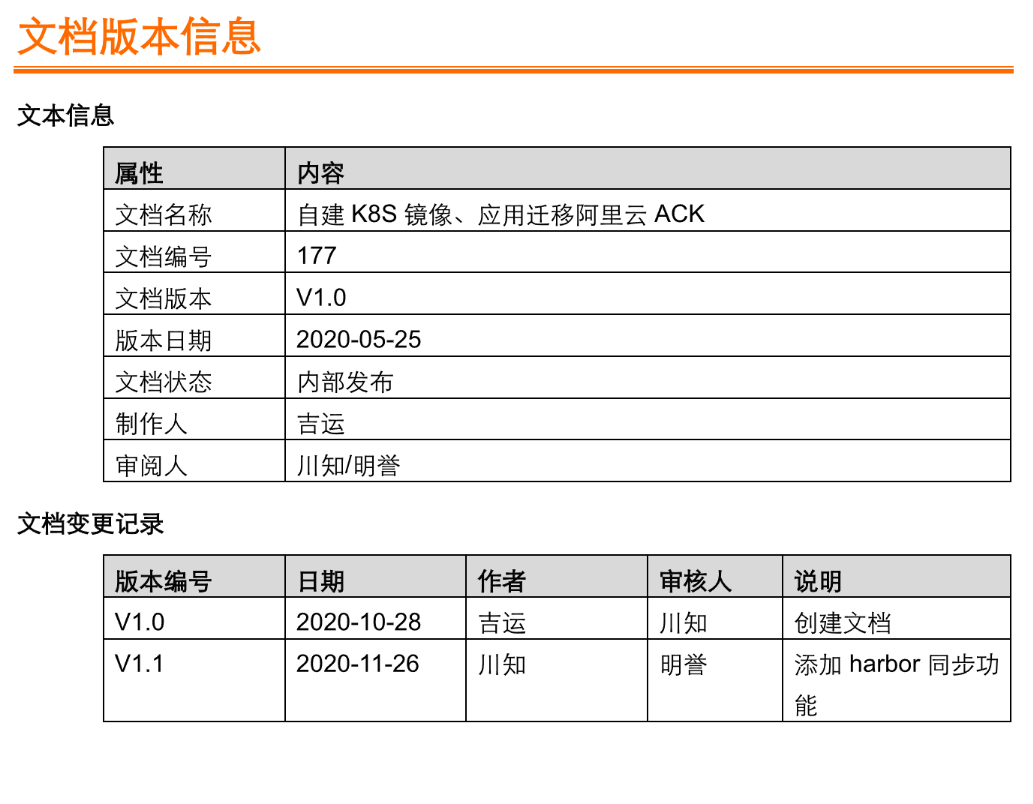 文档版本信息
文本信息
属性 内容
文档名称 自建 K8S 镜像、应用迁移阿里云 ACK
文档编号 177
文档版本 V1.0
版本日期 2020-05-25
文档状态 内部发布
制作人 吉运
审阅人 川知/明誉
文档变更记录
版本编号 日期 作者 审核人 说明
V1.0 2020-10-28 吉运 川知 创建文档
V1.1 2020-11-26 川知 明誉 添加 harbor 同步功
能